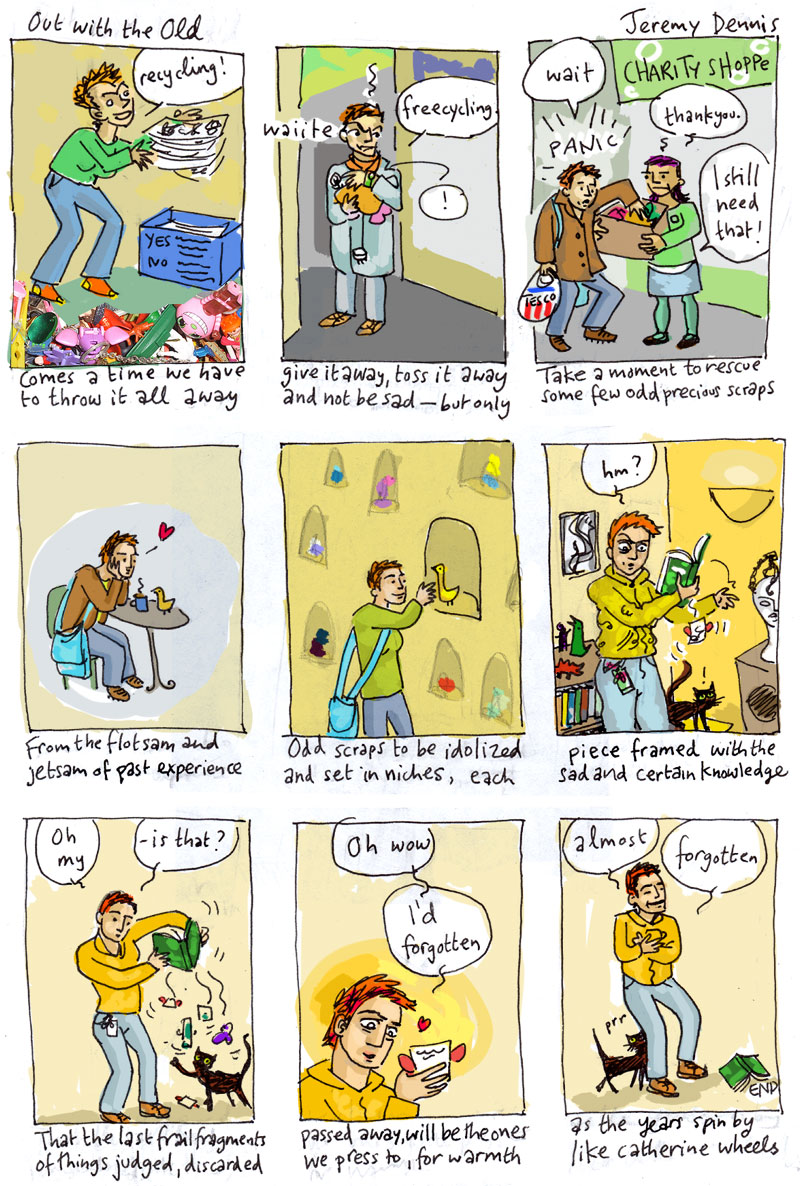 Out with the Old
Jeremy Dennis
recycling!
YES
NO
Comes a time we have
to throw it all away
waiite
freecycling.
!
give it away, toss it away
and not be sad – but only
wait
CHARITY SHOPPE
PANIC
thankyou.
I still
need
that!
TESCO
Take a moment to rescue
some few odd precious scraps
From the flotsam and
jetsam of past experience
Odd scraps to be idolized
and set in niches, each
hm?
!
piece framed with the
sad and certain knowledge
Oh
my
-is that?
That the last frail fragments
of things judged, discarded
Oh wow
I'd
forgotten
passed away, will be the ones
we press to, for warmth
almost
forgotten
prr
END
as the years spin by
like catherine wheels